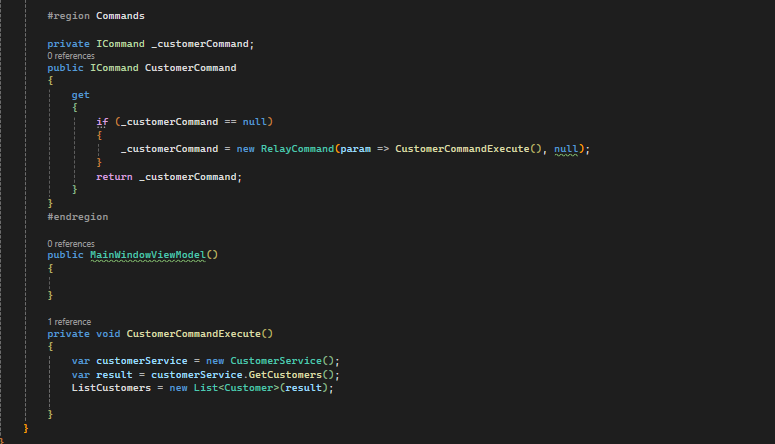 #region Commands
private ICommand _customerCommand;
0 references
public ICommand CustomerCommand
{
get
{
if (_customerCommand == null)
{
_customerCommand = new RelayCommand(param => CustomerCommandExecute(), null);
}
return _customerCommand;
}
}
#endregion
0 references
public MainWindowViewModel()
{
}
1 reference
private void CustomerCommandExecute()
{
var customerService = new CustomerService();
var result = customerService.GetCustomers();
ListCustomers = new List<Customer>(result);
}
}
}